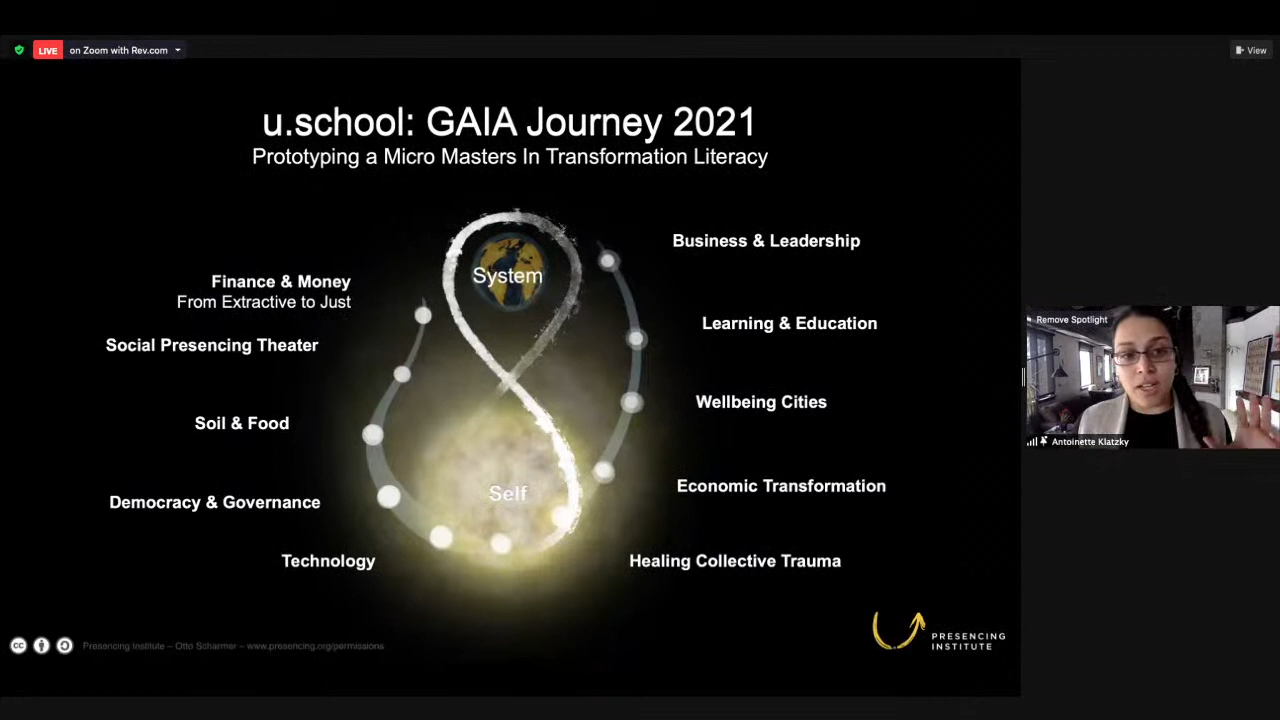 LIVE
on Zoom with Rev.com
View
u.school: GAIA Journey 2021
Prototyping a Micro Masters In Transformation Literacy
System
Self
Finance & Money
From Extractive to Just
Social Presencing Theater
Soil & Food
Democracy & Governance
Technology
Business & Leadership
Learning & Education
Wellbeing Cities
Economic Transformation
Healing Collective Trauma
Remove Spotlight
Antoinette Klatzky
cc
Presencing Institute – Otto Scharmer – www.presencing.org/permissions
PRESENCING
INSTITUTE